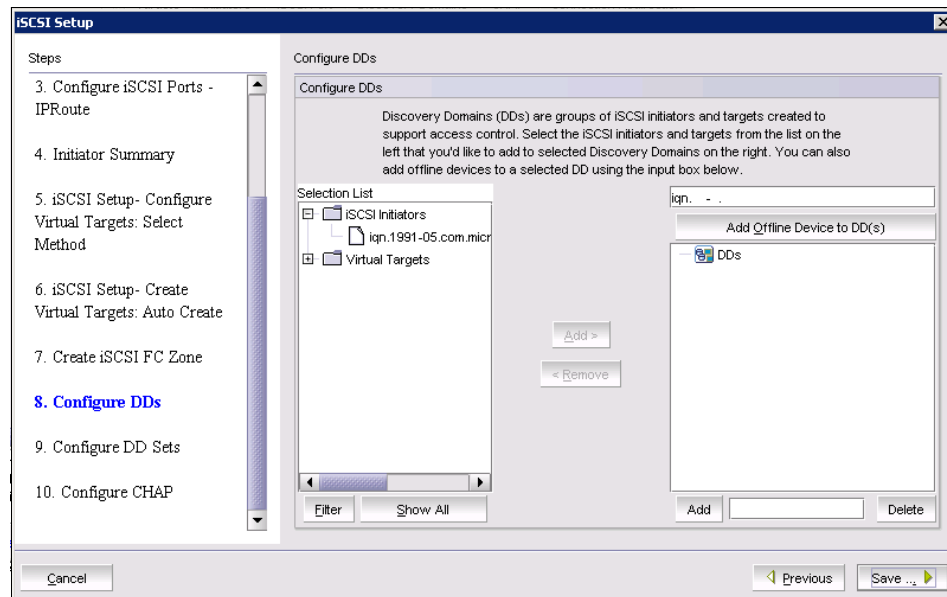 iSCSI Setup
Steps
3. Configure iSCSI Ports -
IPRoute
4. Initiator Summary
5. iSCSI Setup- Configure
Virtual Targets: Select
Method
6. iSCSI Setup- Create
Virtual Targets: Auto Create
7. Create iSCSI FC Zone
8. Configure DDs
9. Configure DD Sets
10. Configure CHAP
Configure DDs
Configure DDs
Discovery Domains (DDs) are groups of iSCSI initiators and targets created to
support access control. Select the iSCSI initiators and targets from the list on the
left that you'd like to add to selected Discovery Domains on the right. You can also
add offline devices to a selected DD using the input box below.
Selection List
iSCSI Initiators
iqn.1991-05.com.micr
Virtual Targets
Filter Show All
Add >
< Remove
iqn. - .
Add Offline Device to DD(s)
DDs
Add Delete
Cancel Previous Save ...